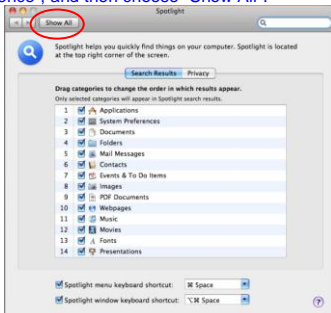 ence", and then choose "Show All".
Spotlight
Show All
Spotlight helps you quickly find things on your computer. Spotlight is located
at the top right corner of the screen.
Search Results Privacy
Drag categories to change the order in which results appear.
Only selected categories will appear in Spotlight search results.
1 Applications
2 System Preferences
3 Documents
4 Folders
5 Mail Messages
6 Contacts
7 Events & To Do Items
8 Images
9 PDF Documents
10 Webpages
11 Music
12 Movies
13 Fonts
14 Presentations
Spotlight menu keyboard shortcut: ⌘ Space
Spotlight window keyboard shortcut: ⌥⌘ Space
?